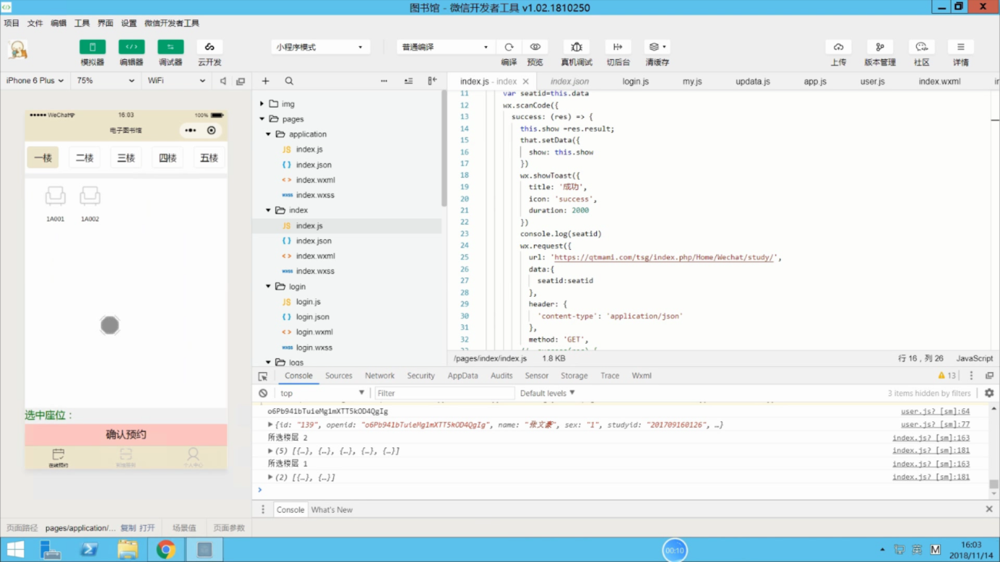 图书馆 - 微信开发者工具 v1.02.1810250
项目 文件 编辑 工具 界面 设置 微信开发者工具
模拟器 编辑器 调试器 云开发
小程序模式 普通编译
编译 预览 真机调试 切后台 清缓存
上传 版本管理 社区 详情
iPhone 6 Plus 75% WiFi
index.js - index index.json login.js my.js updata.js app.js user.js index.wxml
WeChat 16:03 100%
电子图书馆
一楼 二楼 三楼 四楼 五楼
1A001 1A002
选中座位：
确认预约
img
pages
application
index.js
index.json
index.wxml
index.wxss
index
index.js
index.json
index.wxml
index.wxss
login
login.js
login.json
login.wxml
login.wxss
logs
11 var seatid=this.data
12 wx.scanCode({
13 success: (res) => {
14 this.show =res.result;
15 that.setData({
16 show: this.show
17 })
18 wx.showToast({
19 title: '成功',
20 icon: 'success',
21 duration: 2000
22 })
23 console.log(seatid)
24 wx.request({
25 url: 'https://qtmami.com/tsg/index.php/Home/Wechat/study/',
26 data:{
27 seatid:seatid
28 },
29 header: {
30 'content-type': 'application/json'
31 },
32 method: 'GET',
/pages/index/index.js 1.8 KB 行 16，列 26 JavaScript
Console Sources Network Security AppData Audits Sensor Storage Trace Wxml 13
top Filter Default levels 3 items hidden by filters
o6Pb941bTuieMg1mXTT5kOD4QgIg user.js? [sm]:64
{id: "139", openid: "o6Pb941bTuieMg1mXTT5kOD4QgIg", name: "张文豪", sex: "1", studyid: "201709160126", …} user.js? [sm]:77
所选楼层 2 index.js? [sm]:163
(5) [{…}, {…}, {…}, {…}, {…}] index.js? [sm]:181
所选楼层 1 index.js? [sm]:163
(2) [{…}, {…}] index.js? [sm]:181
Console What's New
页面路径 pages/application/... 复制 打开 场景值 页面参数
00:10
英 M
16:03
2018/11/14